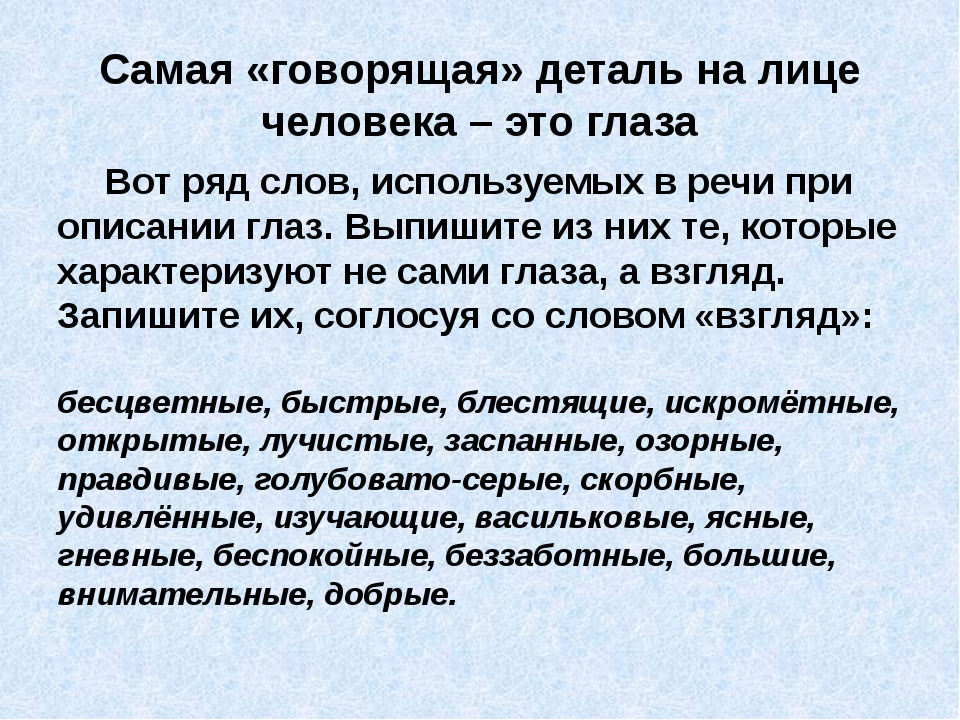 Самая «говорящая» деталь на лице
человека – это глаза
Вот ряд слов, используемых в речи при
описании глаз. Выпишите из них те, которые
характеризуют не сами глаза, а взгляд.
Запишите их, соглосуя со словом «взгляд»:
бесцветные, быстрые, блестящие, искромётные,
открытые, лучистые, заспанные, озорные,
правдивые, голубовато-серые, скорбные,
удивлённые, изучающие, васильковые, ясные,
гневные, беспокойные, беззаботные, большие,
внимательные, добрые.